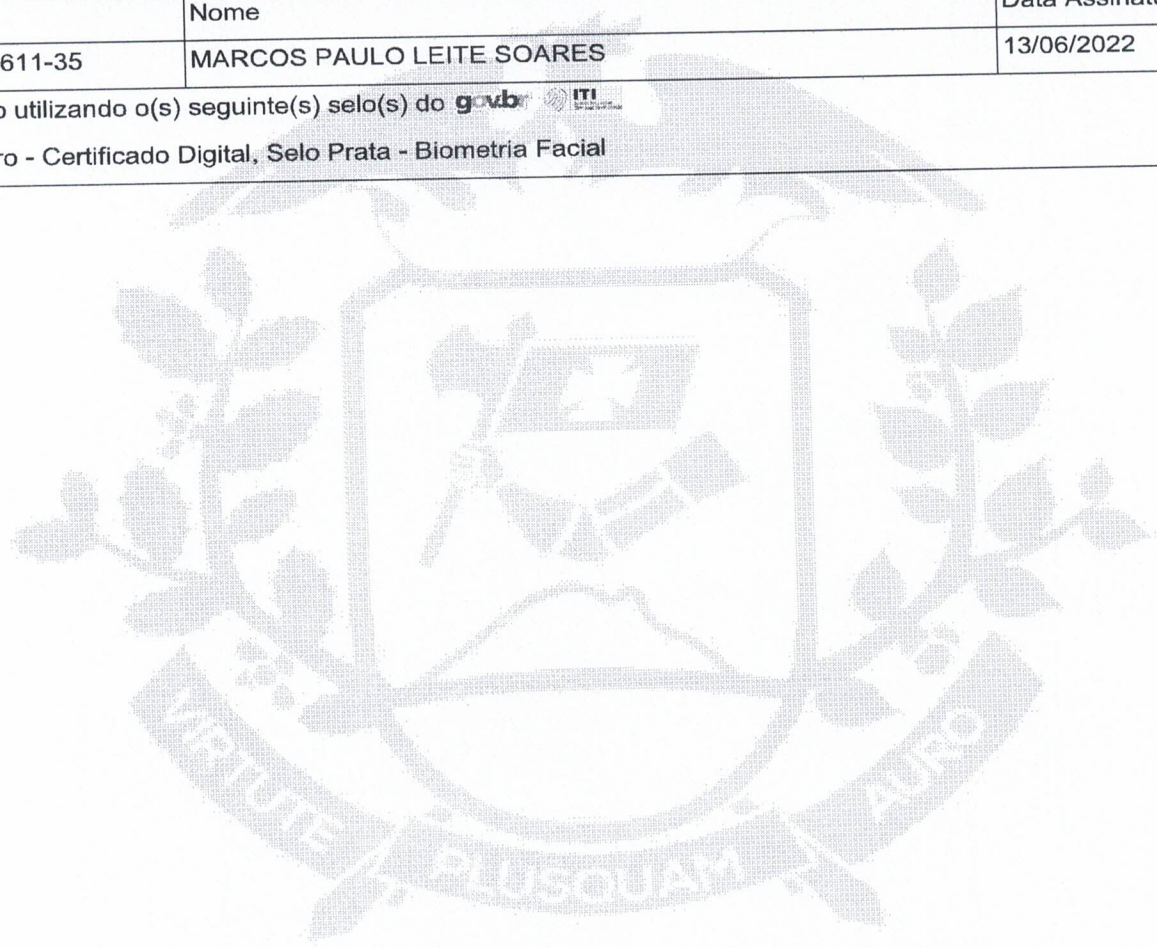 Nome
611-35 MARCOS PAULO LEITE SOARES 13/06/2022
utilizando o(s) seguinte(s) selo(s) do gov.br ITI
- Certificado Digital, Selo Prata - Biometria Facial
VIRTUTE PLUSQUAM AURO